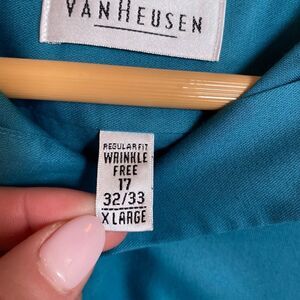 VAN HEUSEN
REGULAR FIT
WRINKLE
FREE
17
32/33
X LARGE